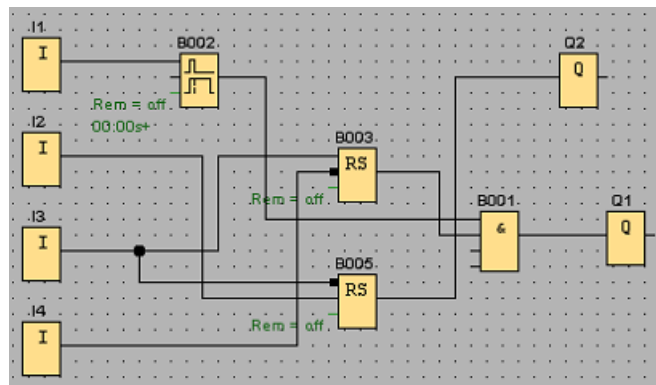 I1
I
B002
Rem = off
00:00s+
Q2
Q
I2
I
B003
RS
Rem = off
I3
I
B001
&
Q1
Q
B005
RS
Rem = off
I4
I